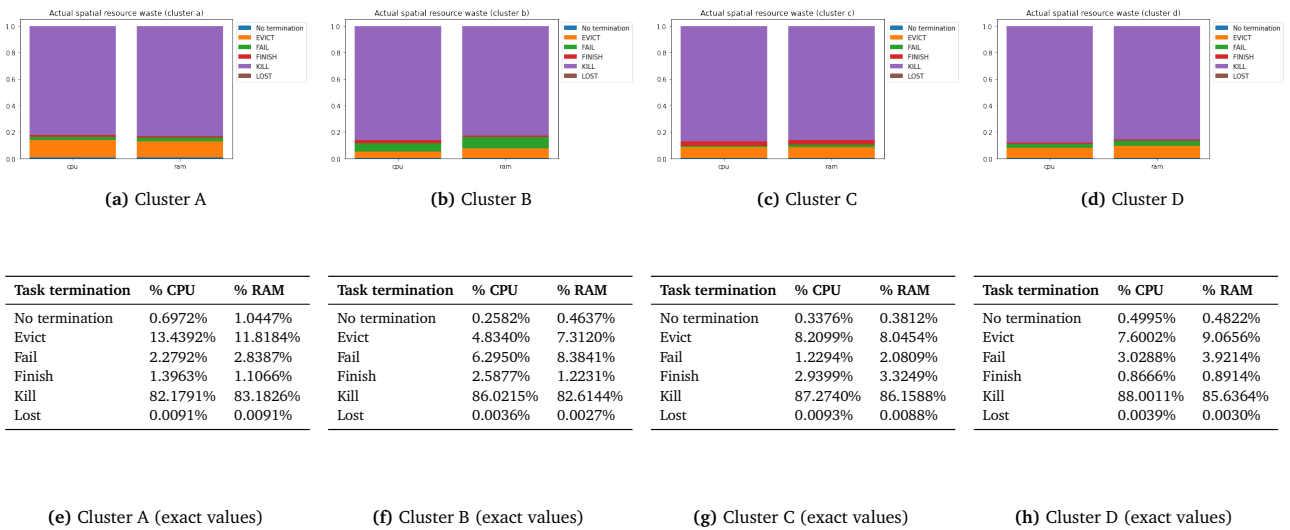 Actual spatial resource waste (cluster a)
1.0
0.8
0.6
0.4
0.2
0.0
cpu
ram
No termination
EVICT
FAIL
FINISH
KILL
LOST
(a) Cluster A
Actual spatial resource waste (cluster b)
1.0
0.8
0.6
0.4
0.2
0.0
cpu
ram
No termination
EVICT
FAIL
FINISH
KILL
LOST
(b) Cluster B
Actual spatial resource waste (cluster c)
1.0
0.8
0.6
0.4
0.2
0.0
cpu
ram
No termination
EVICT
FAIL
FINISH
KILL
LOST
(c) Cluster C
Actual spatial resource waste (cluster d)
1.0
0.8
0.6
0.4
0.2
0.0
cpu
ram
No termination
EVICT
FAIL
FINISH
KILL
LOST
(d) Cluster D
Task termination % CPU % RAM
No termination 0.6972% 1.0447%
Evict 13.4392% 11.8184%
Fail 2.2792% 2.8387%
Finish 1.3963% 1.1066%
Kill 82.1791% 83.1826%
Lost 0.0091% 0.0091%
(e) Cluster A (exact values)
Task termination % CPU % RAM
No termination 0.2582% 0.4637%
Evict 4.8340% 7.3120%
Fail 6.2950% 8.3841%
Finish 2.5877% 1.2231%
Kill 86.0215% 82.6144%
Lost 0.0036% 0.0027%
(f) Cluster B (exact values)
Task termination % CPU % RAM
No termination 0.3376% 0.3812%
Evict 8.2099% 8.0454%
Fail 1.2294% 2.0809%
Finish 2.9399% 3.3249%
Kill 87.2740% 86.1588%
Lost 0.0093% 0.0088%
(g) Cluster C (exact values)
Task termination % CPU % RAM
No termination 0.4995% 0.4822%
Evict 7.6002% 9.0656%
Fail 3.0288% 3.9214%
Finish 0.8666% 0.8914%
Kill 88.0011% 85.6364%
Lost 0.0039% 0.0030%
(h) Cluster D (exact values)